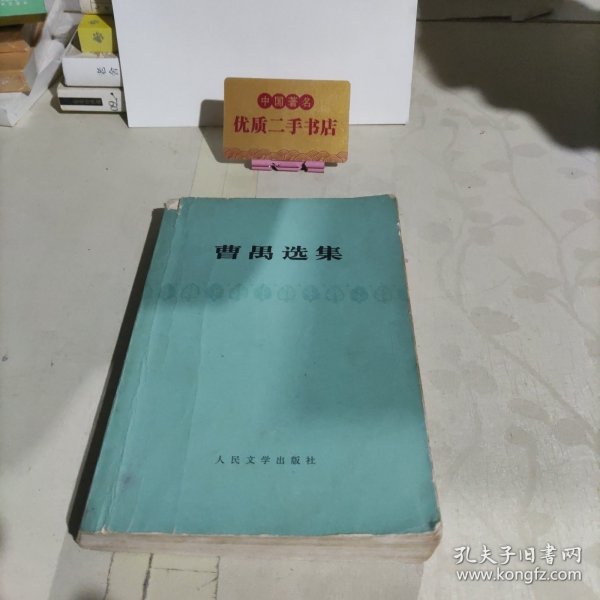 中国著名
优质二手书店
曹禺选集
人民文学出版社
孔夫子旧书网
www.kongfz.com